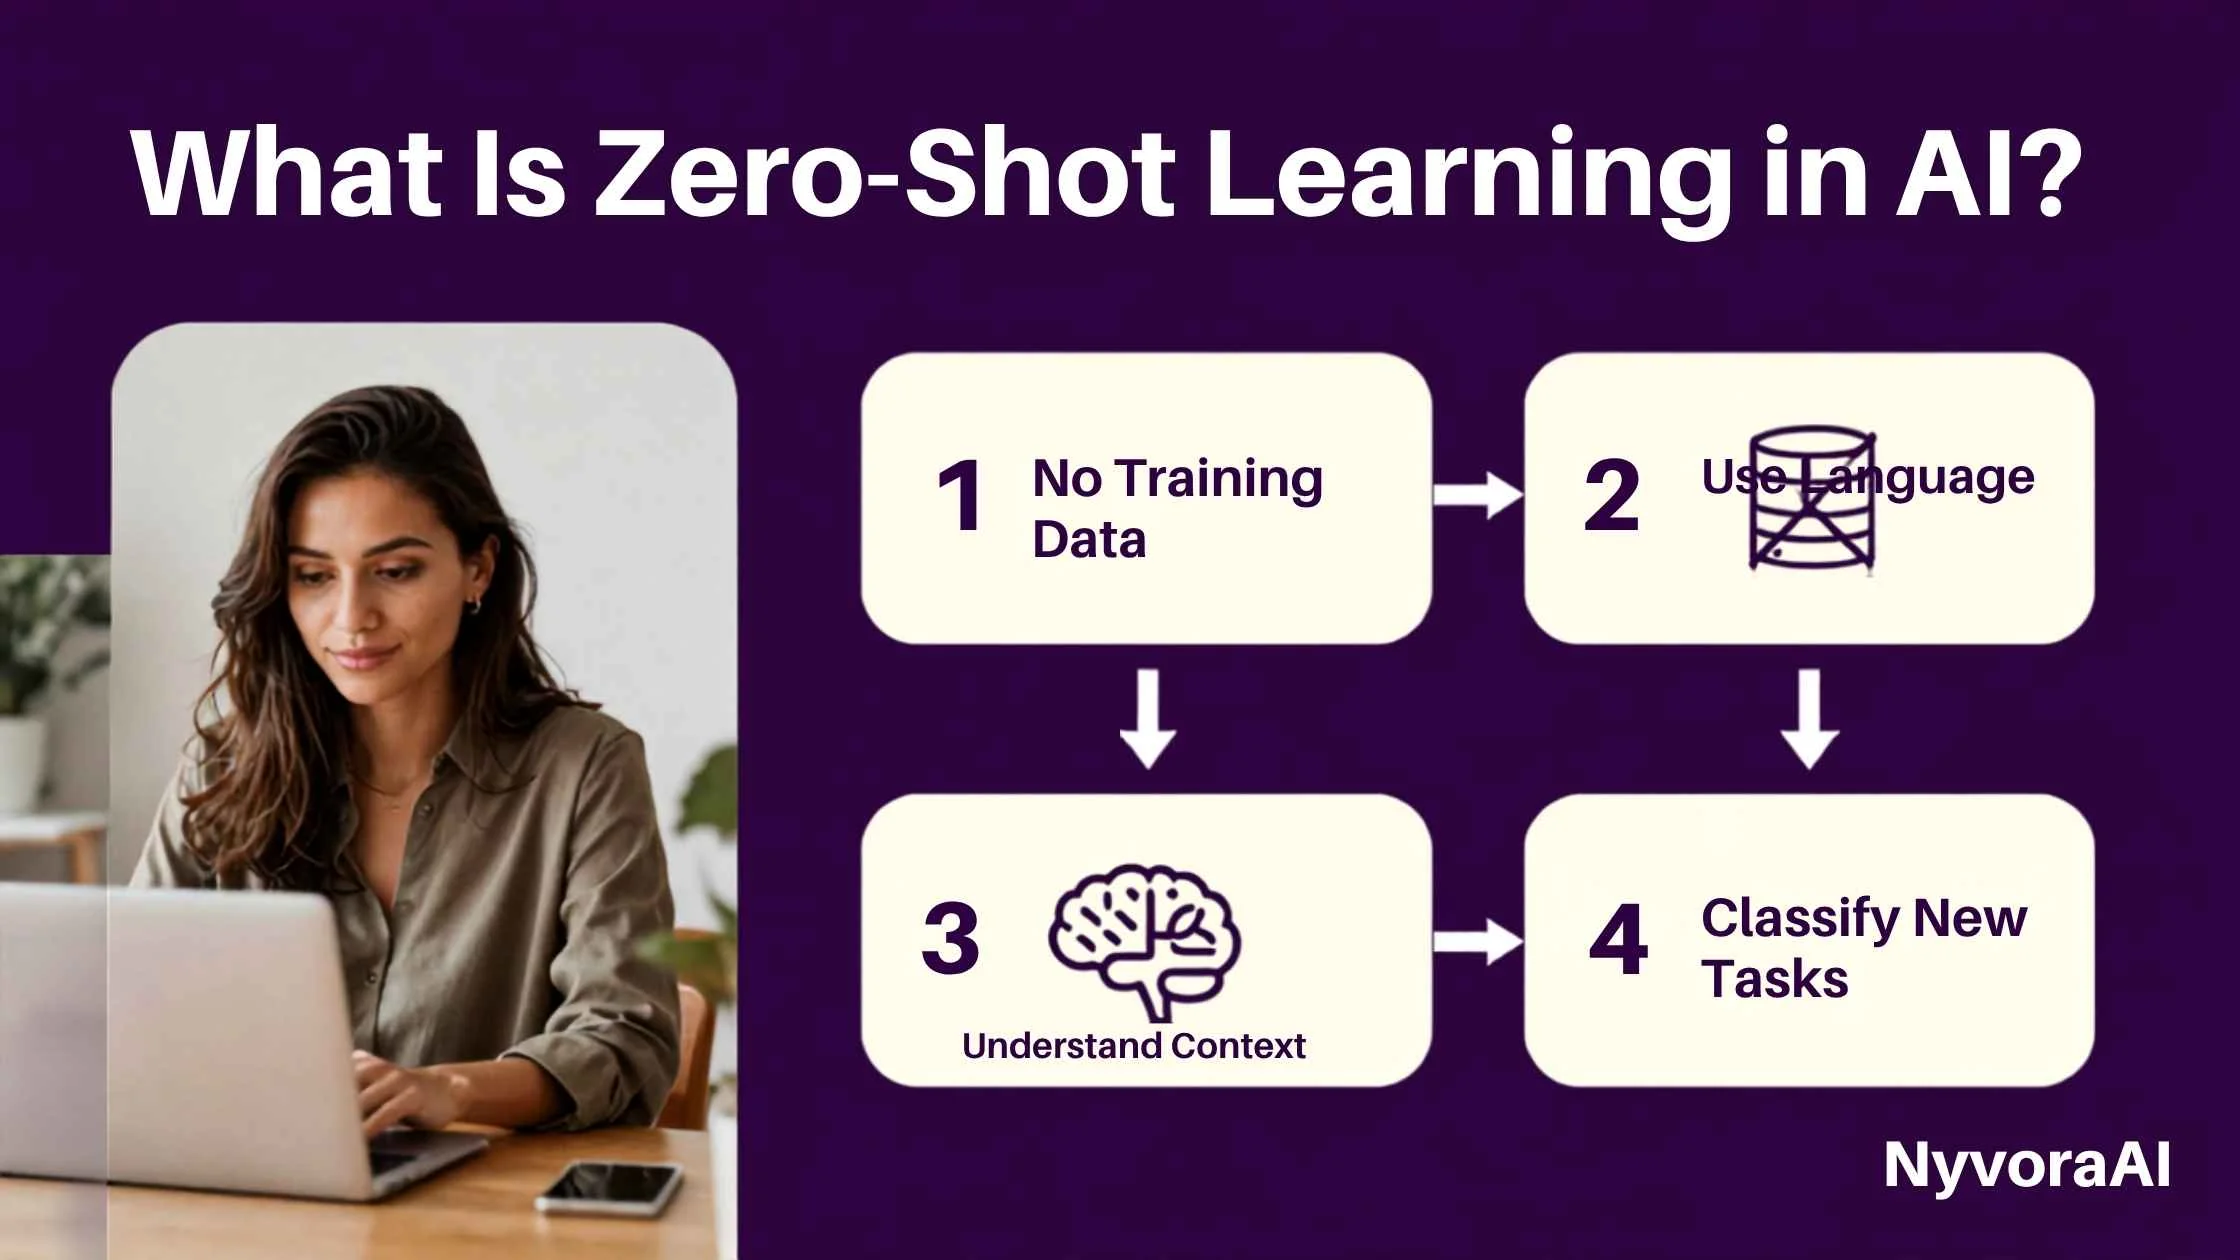 What Is Zero-Shot Learning in AI?
1
No Training
Data
2
Use Language
3
Understand Context
4
Classify New
Tasks
NyvoraAI